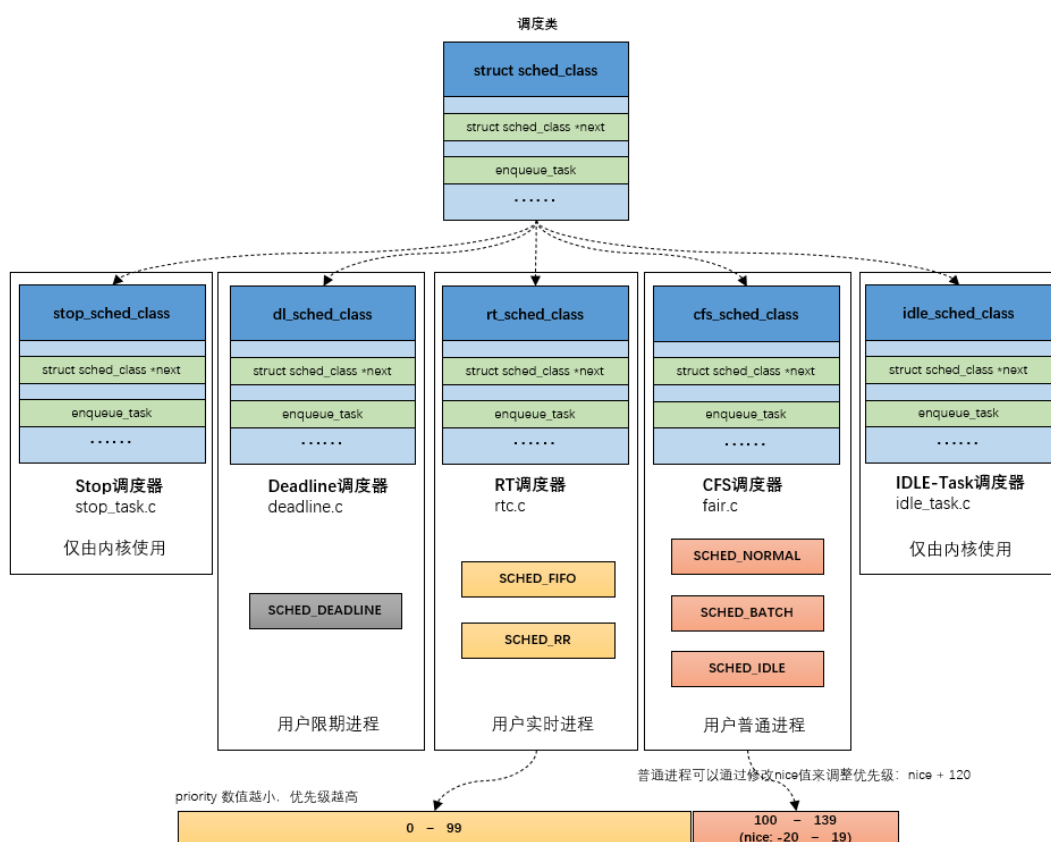 调度类
struct sched_class
struct sched_class *next
enqueue_task
······
stop_sched_class
struct sched_class *next
enqueue_task
······
Stop调度器
stop_task.c
仅由内核使用
dl_sched_class
struct sched_class *next
enqueue_task
······
Deadline调度器
deadline.c
SCHED_DEADLINE
用户限期进程
rt_sched_class
struct sched_class *next
enqueue_task
······
RT调度器
rtc.c
SCHED_FIFO
SCHED_RR
用户实时进程
cfs_sched_class
struct sched_class *next
enqueue_task
······
CFS调度器
fair.c
SCHED_NORMAL
SCHED_BATCH
SCHED_IDLE
用户普通进程
idle_sched_class
struct sched_class *next
enqueue_task
······
IDLE-Task调度器
idle_task.c
仅由内核使用
普通进程可以通过修改nice值来调整优先级：nice + 120
priority 数值越小，优先级越高
0 – 99
100 – 139
(nice: -20 – 19)